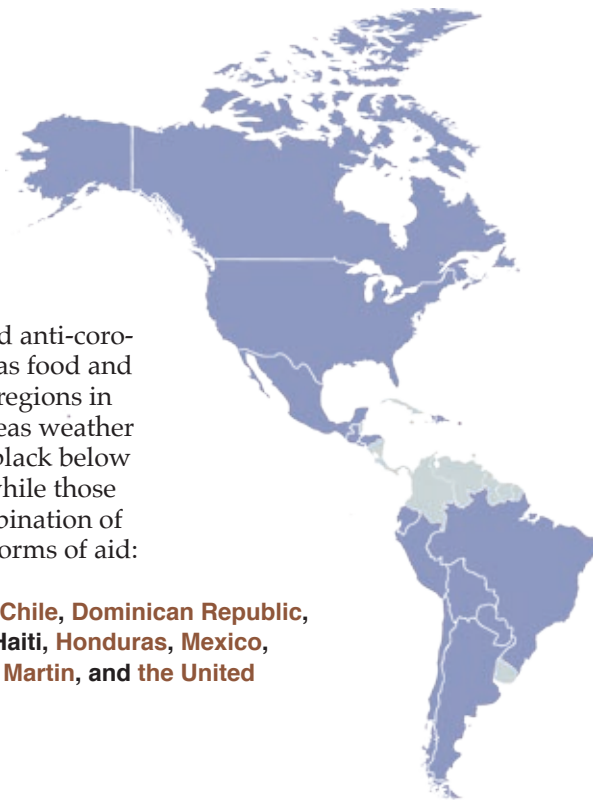 d anti-coro-
as food and
regions in
eas weather
black below
while those
bination of
orms of aid:
Chile, Dominican Republic,
Haiti, Honduras, Mexico,
Martin, and the United